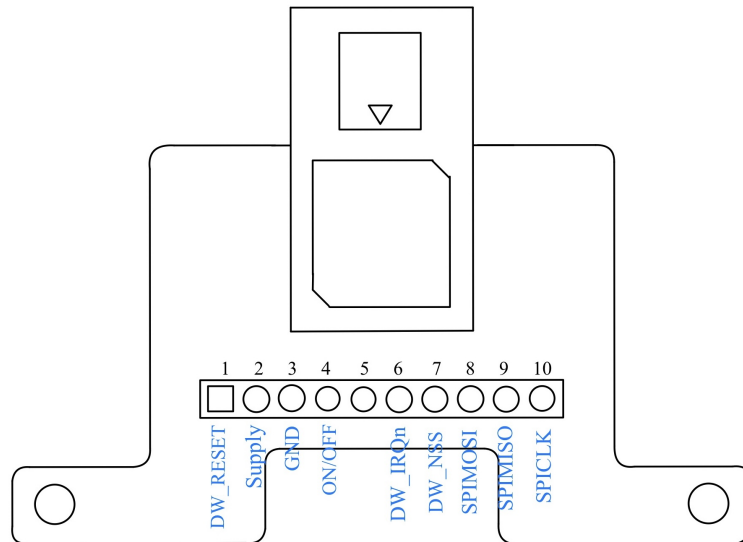 1 2 3 4 5 6 7 8 9 10
DW_RESET
Supply
GND
ON/OFF
DW_IRQn
DW_NSS
SPIMOSI
SPIMISO
SPICLK